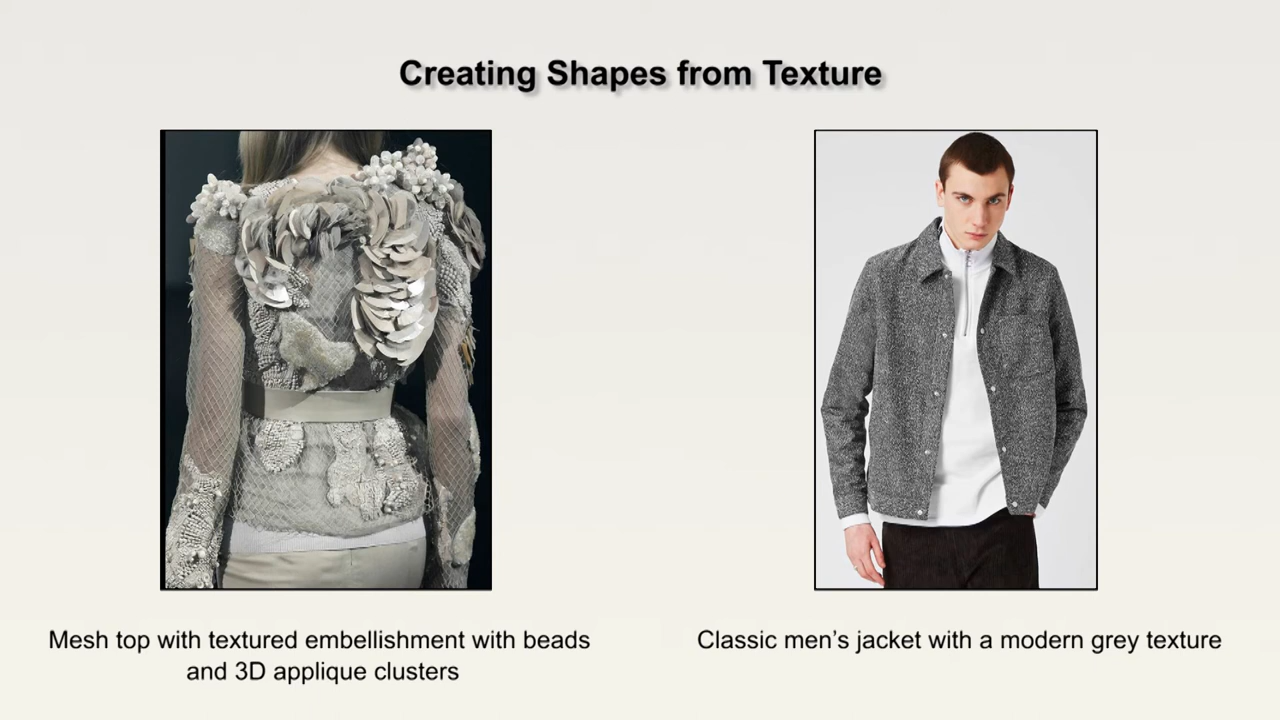 Creating Shapes from Texture
Mesh top with textured embellishment with beads
and 3D applique clusters
Classic men’s jacket with a modern grey texture